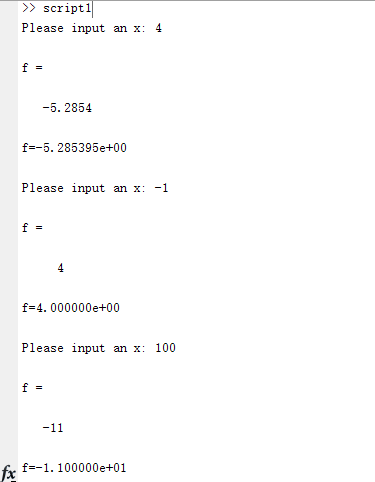 >> script1
Please input an x: 4
f =
-5.2854
f=-5.285395e+00
Please input an x: -1
f =
4
f=4.000000e+00
Please input an x: 100
f =
-11
fx f=-1.100000e+01